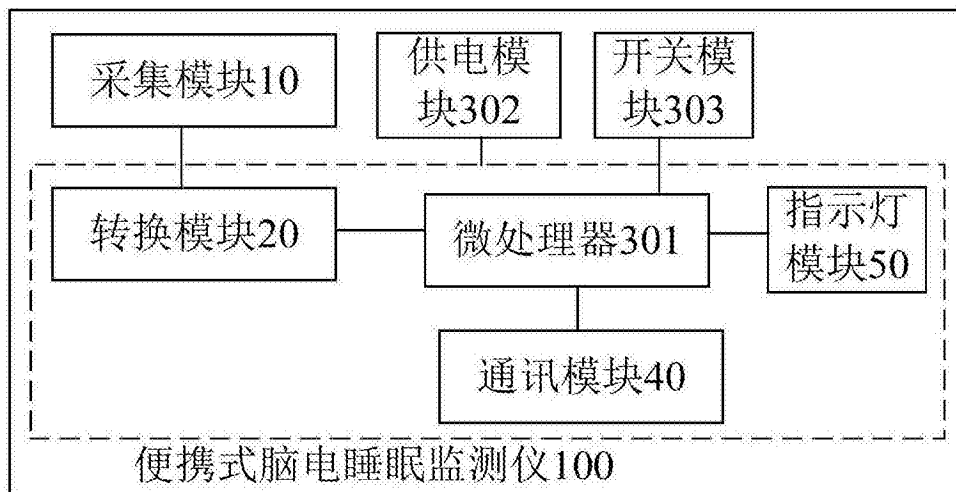 采集模块10
供电模
块302
开关模
块303
转换模块20
微处理器301
指示灯
模块50
通讯模块40
便携式脑电睡眠监测仪100